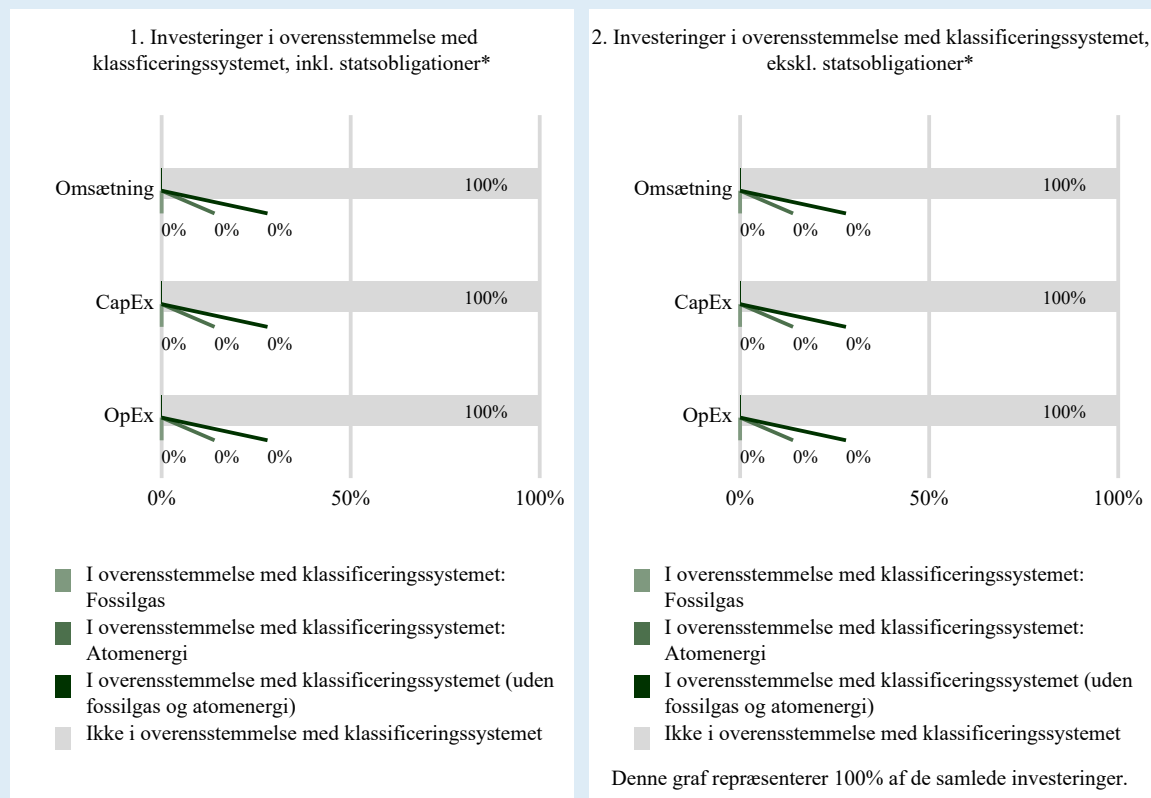 1. Investeringer i overensstemmelse med
klassficeringssystemet, inkl. statsobligationer*
Omsætning
100%
0% 0% 0%
CapEx
100%
0% 0% 0%
OpEx
100%
0% 0% 0%
0% 50% 100%
I overensstemmelse med klassificeringssystemet:
Fossilgas
I overensstemmelse med klassificeringssystemet:
Atomenergi
I overensstemmelse med klassificeringssystemet (uden
fossilgas og atomenergi)
Ikke i overensstemmelse med klassificeringssystemet
2. Investeringer i overensstemmelse med klassificeringssystemet,
ekskl. statsobligationer*
Omsætning
100%
0% 0% 0%
CapEx
100%
0% 0% 0%
OpEx
100%
0% 0% 0%
0% 50% 100%
I overensstemmelse med klassificeringssystemet:
Fossilgas
I overensstemmelse med klassificeringssystemet:
Atomenergi
I overensstemmelse med klassificeringssystemet (uden
fossilgas og atomenergi)
Ikke i overensstemmelse med klassificeringssystemet
Denne graf repræsenterer 100% af de samlede investeringer.